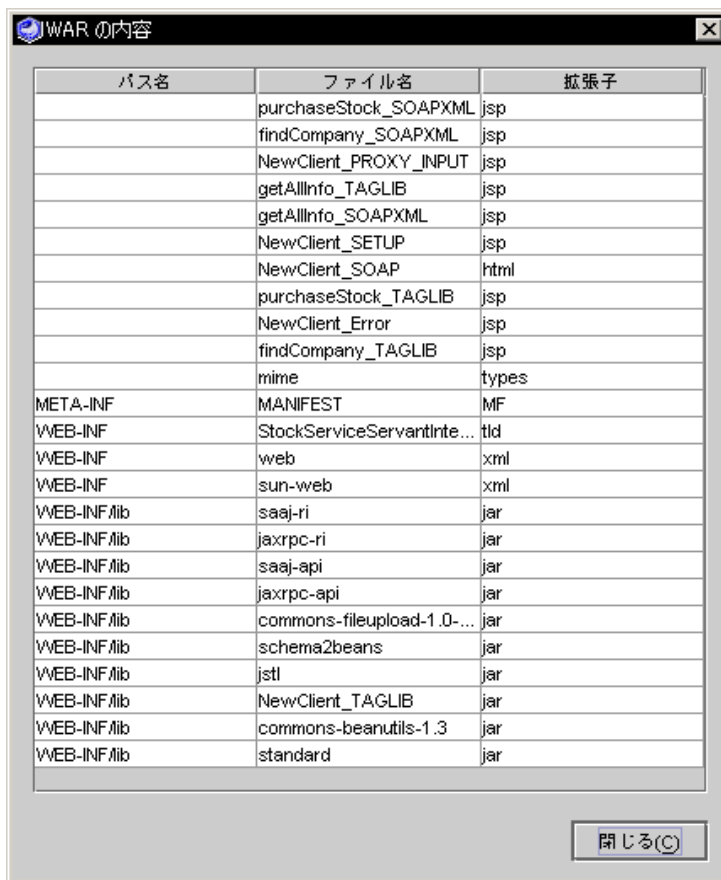 WAR の内容
パス名 ファイル名 拡張子
purchaseStock_SOAPXML jsp
findCompany_SOAPXML jsp
NewClient_PROXY_INPUT jsp
getAllInfo_TAGLIB jsp
getAllInfo_SOAPXML jsp
NewClient_SETUP jsp
NewClient_SOAP html
purchaseStock_TAGLIB jsp
NewClient_Error jsp
findCompany_TAGLIB jsp
mime types
META-INF MANIFEST MF
WEB-INF StockServiceServantInte... tld
WEB-INF web xml
WEB-INF sun-web xml
WEB-INF/lib saaj-ri jar
WEB-INF/lib jaxrpc-ri jar
WEB-INF/lib saaj-api jar
WEB-INF/lib jaxrpc-api jar
WEB-INF/lib commons-fileupload-1.0-... jar
WEB-INF/lib schema2beans jar
WEB-INF/lib jstl jar
WEB-INF/lib NewClient_TAGLIB jar
WEB-INF/lib commons-beanutils-1.3 jar
WEB-INF/lib standard jar
閉じる(C)